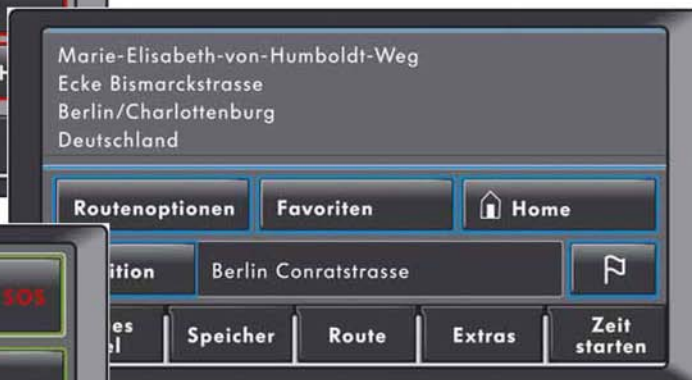 Marie-Elisabeth-von-Humboldt-Weg
Ecke Bismarckstrasse
Berlin/Charlottenburg
Deutschland
Routenoptionen Favoriten Home
Berlin Conratstrasse
SOS
Speicher Route Extras Zeit
starten